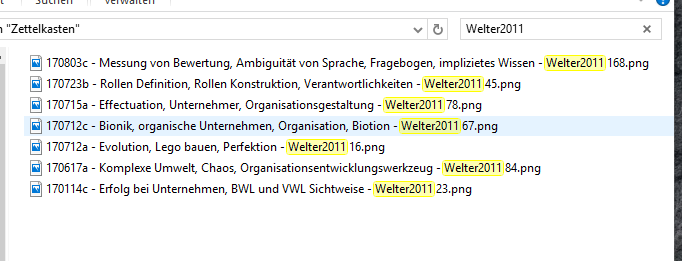 Suchen
Verwalten
n "Zettelkasten"
Welter2011
170803c - Messung von Bewertung, Ambiguität von Sprache, Fragebogen, implizietes Wissen - Welter2011 168.png
170723b - Rollen Definition, Rollen Konstruktion, Verantwortlichkeiten - Welter2011 45.png
170715a - Effectuation, Unternehmer, Organisationsgestaltung - Welter2011 78.png
170712c - Bionik, organische Unternehmen, Organisation, Biotion - Welter2011 67.png
170712a - Evolution, Lego bauen, Perfektion - Welter2011 16.png
170617a - Komplexe Umwelt, Chaos, Organisationsentwicklungswerkzeug - Welter2011 84.png
170114c - Erfolg bei Unternehmen, BWL und VWL Sichtweise - Welter2011 23.png